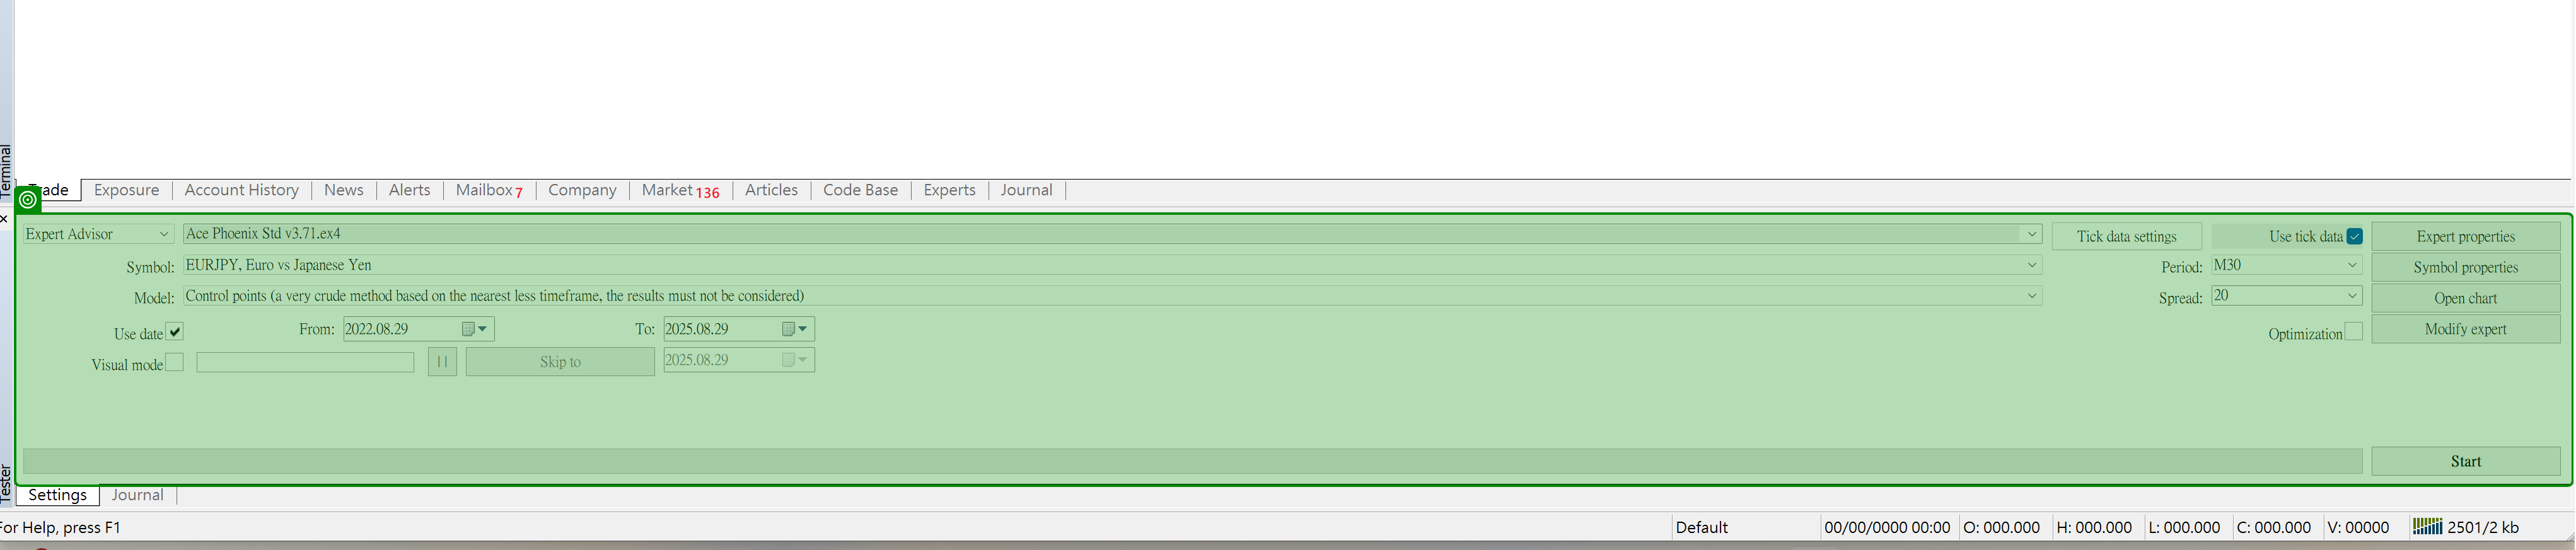 Terminal
Trade Exposure Account History News Alerts Mailbox 7 Company Market 136 Articles Code Base Experts Journal
Expert Advisor Ace Phoenix Std v3.71.ex4 Tick data settings Use tick data Expert properties
Symbol: EURJPY, Euro vs Japanese Yen Period: M30 Symbol properties
Model: Control points (a very crude method based on the nearest less timeframe, the results must not be considered) Spread: 20 Open chart
Use date From: 2022.08.29 To: 2025.08.29 Optimization Modify expert
Visual mode Skip to 2025.08.29
Start
Tester
Settings Journal
For Help, press F1 Default 00/00/0000 00:00 O: 000.000 H: 000.000 L: 000.000 C: 000.000 V: 00000 2501/2 kb